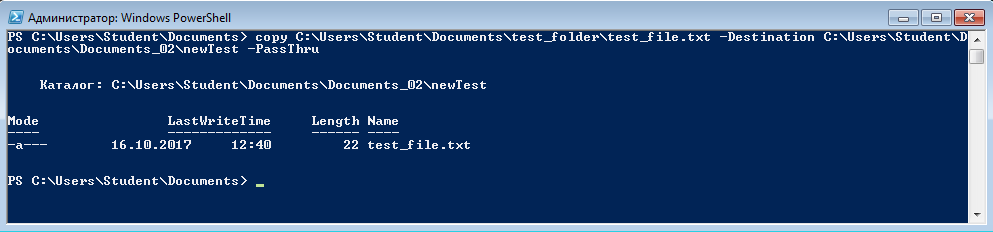 Администратор: Windows PowerShell
PS C:\Users\Student\Documents> copy C:\Users\Student\Documents\test_folder\test_file.txt -Destination C:\Users\Student\D
ocuments\Documents_02\newTest -PassThru
Каталог: C:\Users\Student\Documents\Documents_02\newTest
Mode LastWriteTime Length Name
---- ------------- ------ ----
-a--- 16.10.2017 12:40 22 test_file.txt
PS C:\Users\Student\Documents> _